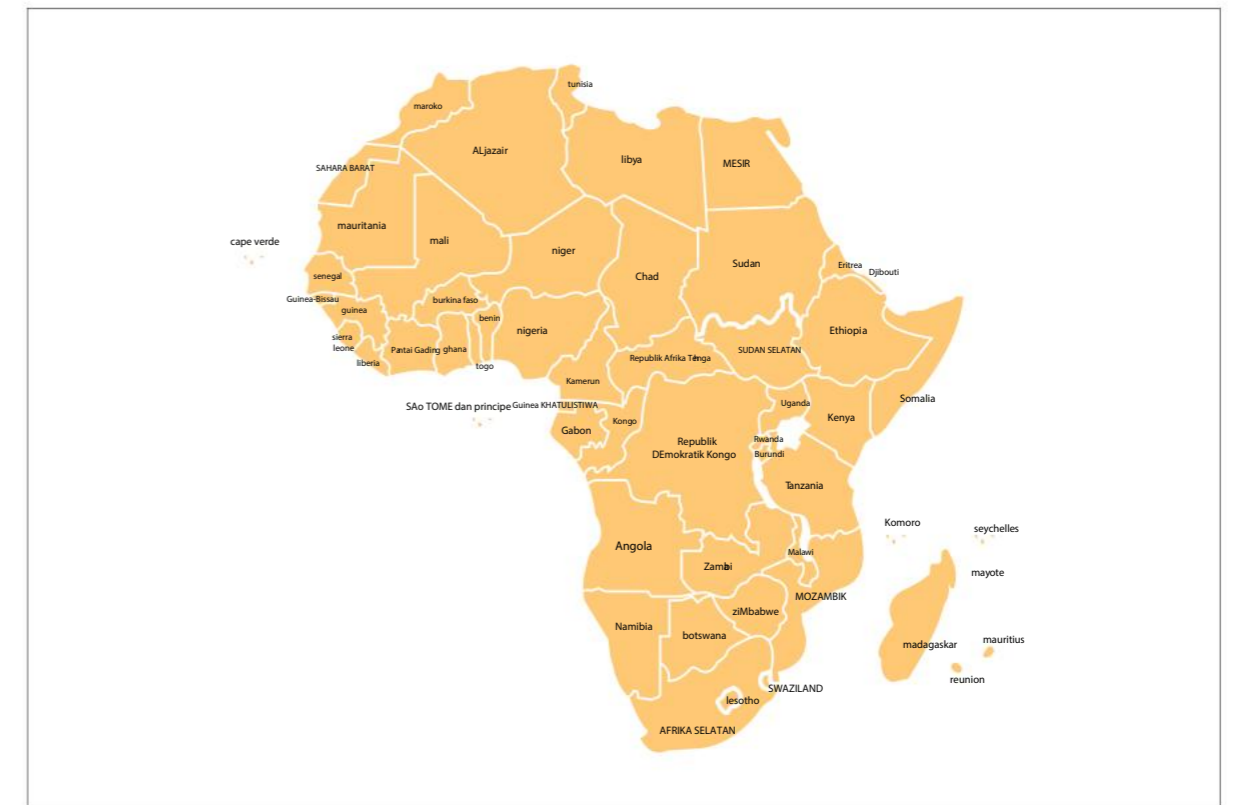 tunisia
maroko
ALjazair
libya
MESIR
SAHARA BARAT
mauritania
mali
cape verde
niger
Chad
Sudan
Eritrea
Djibouti
senegal
Guinea-Bissau
guinea
burkina faso
benin
nigeria
Ethiopia
sierra
leone
liberia
Pantai Gading
ghana
togo
Republik Afrika Tenga
SUDAN SELATAN
Kamerun
Somalia
SAo TOME dan principe
Guinea KHATULISTIWA
Uganda
Kenya
Gabon
Kongo
Republik
DEmokratik Kongo
Rwanda
Burundi
Tanzania
Komoro
seychelles
Angola
Malawi
Zambi
mayote
MOZAMBIK
ziMbabwe
Namibia
botswana
madagaskar
mauritius
reunion
SWAZILAND
lesotho
AFRIKA SELATAN